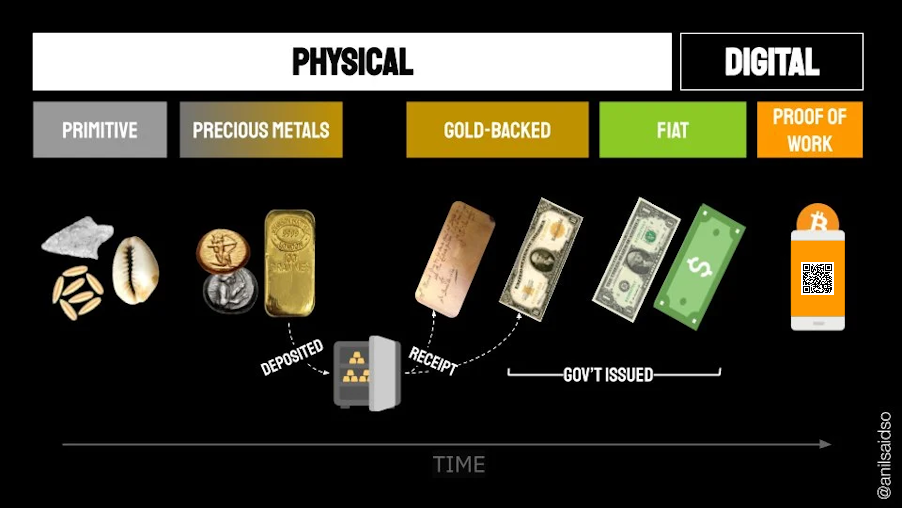 PHYSICAL
DIGITAL
PRIMITIVE
PRECIOUS METALS
GOLD-BACKED
FIAT
PROOF OF
WORK
DEPOSITED
RECEIPT
GOV'T ISSUED
TIME
@anilsaidso